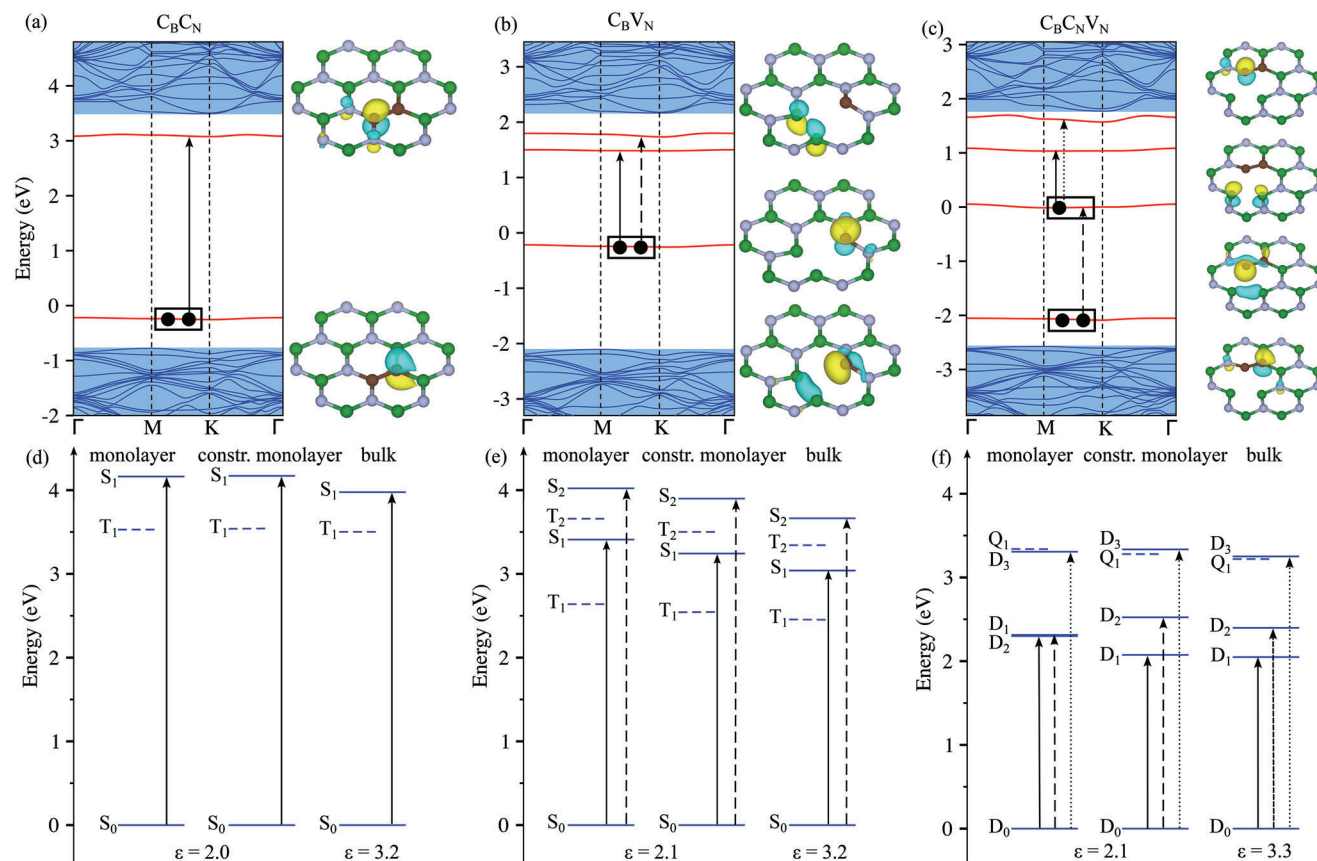 (a) C_BC_N
Energy (eV)
4
3
2
1
0
-1
-2
Γ M K Γ
(b) C_BV_N
3
2
1
0
-1
-2
-3
Γ M K Γ
(c) C_BC_NV_N
3
2
1
0
-1
-2
-3
Γ M K Γ
(d) monolayer constr. monolayer bulk
Energy (eV)
4
3
2
1
0
S_1 S_1 S_1
T_1 T_1 T_1
S_0 S_0 S_0
ε = 2.0 ε = 3.2
(e) monolayer constr. monolayer bulk
Energy (eV)
4
3
2
1
0
S_2 S_2 S_2
T_2 T_2 T_2
S_1 S_1 S_1
T_1 T_1 T_1
S_0 S_0 S_0
ε = 2.1 ε = 3.2
(f) monolayer constr. monolayer bulk
Energy (eV)
4
3
2
1
0
Q_1 D_3 D_3
D_3 Q_1 Q_1
D_1 D_2 D_2
D_2 D_1 D_1
D_0 D_0 D_0
ε = 2.1 ε = 3.3